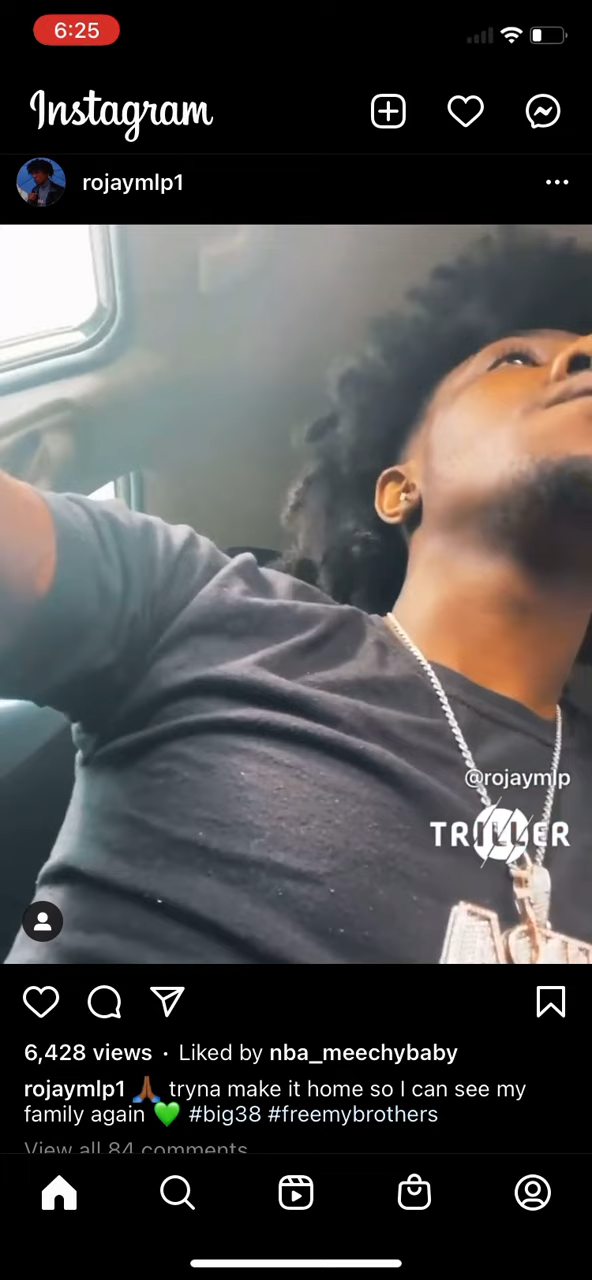 6:25
Instagram
rojaymlp1
@rojaymlp
TRILLER
6,428 views · Liked by nba_meechybaby
rojaymlp1 🙏🏾 tryna make it home so I can see my
family again 💚 #big38 #freemybrothers
View all 84 comments